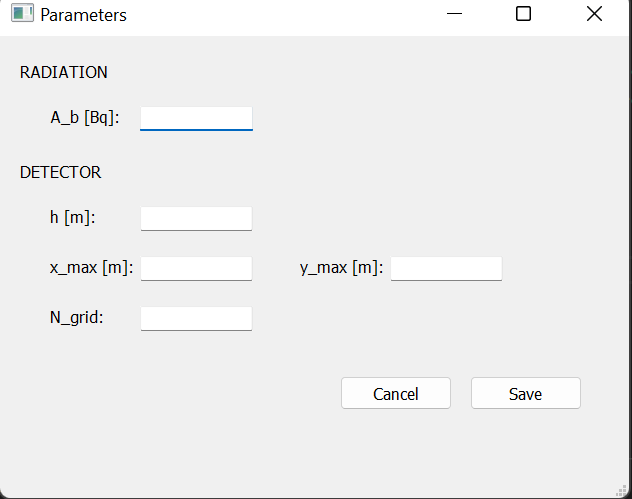 Parameters
RADIATION
A_b [Bq]:
DETECTOR
h [m]:
x_max [m]: y_max [m]:
N_grid:
Cancel Save